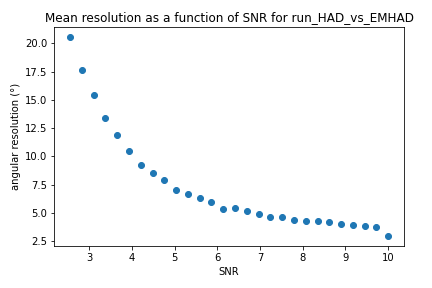 Mean resolution as a function of SNR for run_HAD_vs_EMHAD
20.0
17.5
15.0
12.5
10.0
7.5
5.0
2.5
angular resolution (°)
3 4 5 6 7 8 9 10
SNR